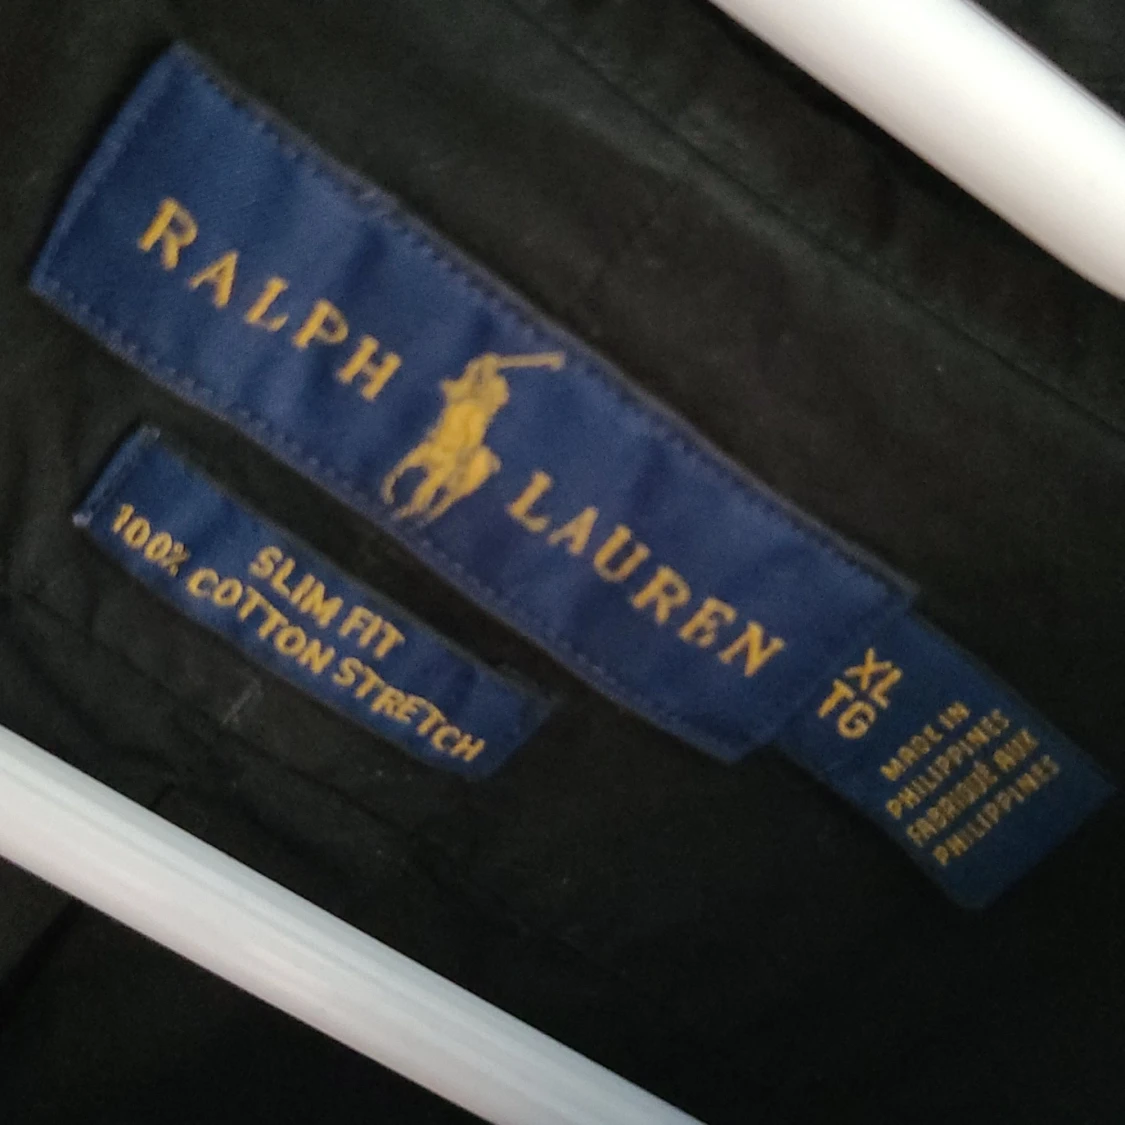 RALPH LAUREN
SLIM FIT
100% COTTON STRETCH
XL
TG
MADE IN
PHILIPPINES
FABRIQUÉ AUX
PHILIPPINES